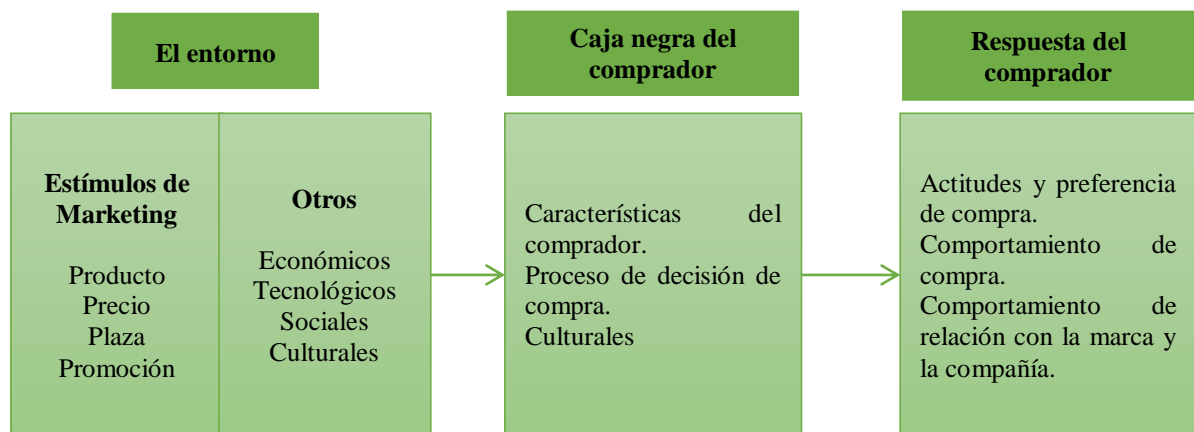 El entorno
Caja negra del
comprador
Respuesta del
comprador
Estímulos de
Marketing
Producto
Precio
Plaza
Promoción
Otros
Económicos
Tecnológicos
Sociales
Culturales
Características del
comprador.
Proceso de decisión de
compra.
Culturales
Actitudes y preferencia
de compra.
Comportamiento de
compra.
Comportamiento de
relación con la marca y
la compañía.